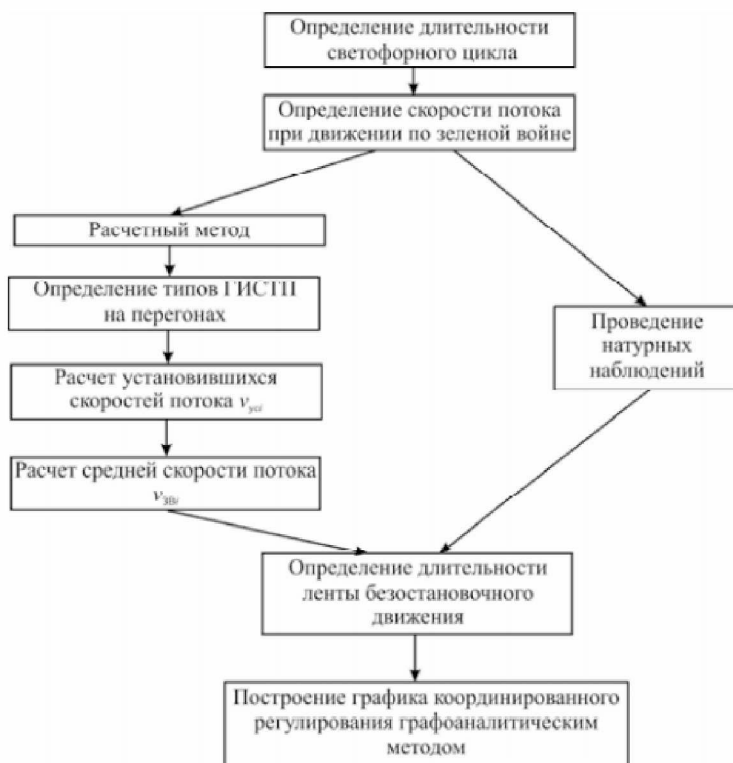 Определение длительности
светофорного цикла
Определение скорости потока
при движении по зеленой войне
Расчетный метод
Определение типов ГИСТП
на перегонах
Расчет установившихся
скоростей потока
Расчет средней скорости потока
Проведение
натурных
наблюдений
Определение длительности
ленты безостановочного
движения
Построение графика координированного
регулирования графоаналитическим
методом